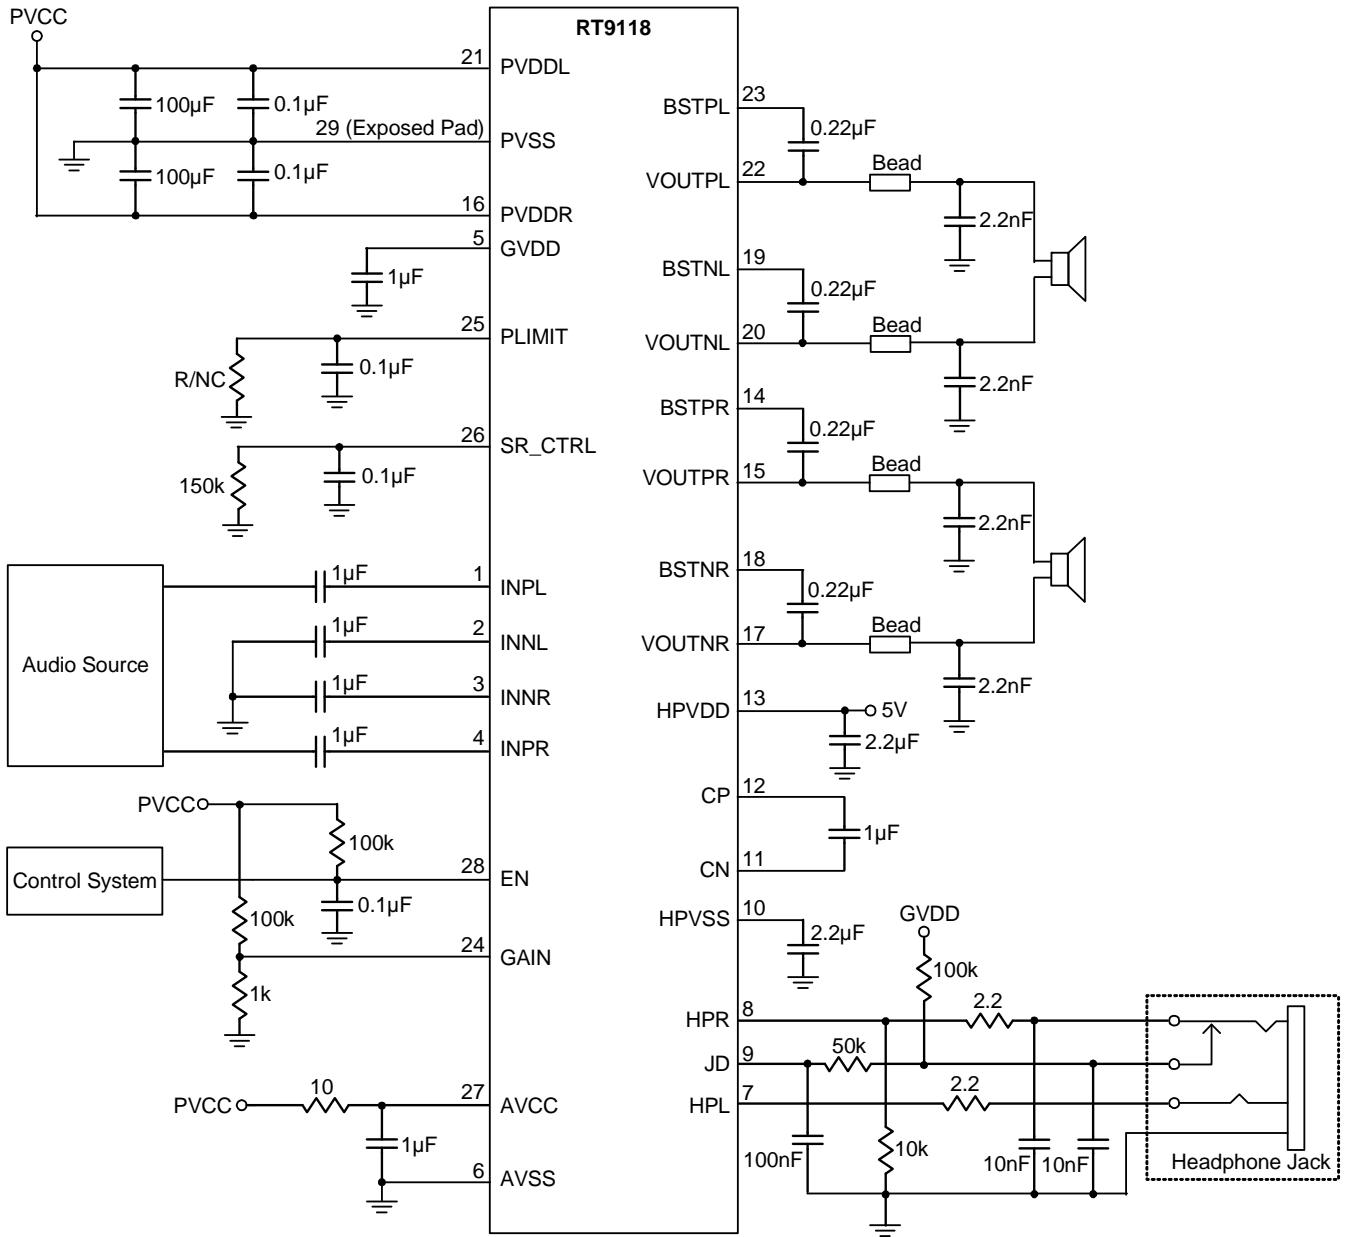 PVCC
RT9118
21
PVDDL
100µF
0.1µF
29 (Exposed Pad)
PVSS
100µF
0.1µF
16
PVDDR
5
GVDD
1µF
25
PLIMIT
R/NC
0.1µF
26
SR_CTRL
150k
0.1µF
Audio Source
1µF
1
INPL
1µF
2
INNL
1µF
3
INNR
1µF
4
INPR
PVCC
100k
Control System
28
EN
0.1µF
100k
24
GAIN
1k
PVCC
10
27
AVCC
1µF
6
AVSS
BSTPL
23
0.22µF
VOUTPL
22
Bead
2.2nF
BSTNL
19
0.22µF
VOUTNL
20
Bead
2.2nF
BSTPR
14
0.22µF
VOUTPR
15
Bead
2.2nF
BSTNR
18
0.22µF
VOUTNR
17
Bead
2.2nF
HPVDD
13
5V
2.2µF
CP
12
1µF
CN
11
HPVSS
10
2.2µF
GVDD
100k
HPR
8
2.2
JD
9
50k
HPL
7
2.2
100nF
10k
10nF
10nF
Headphone Jack